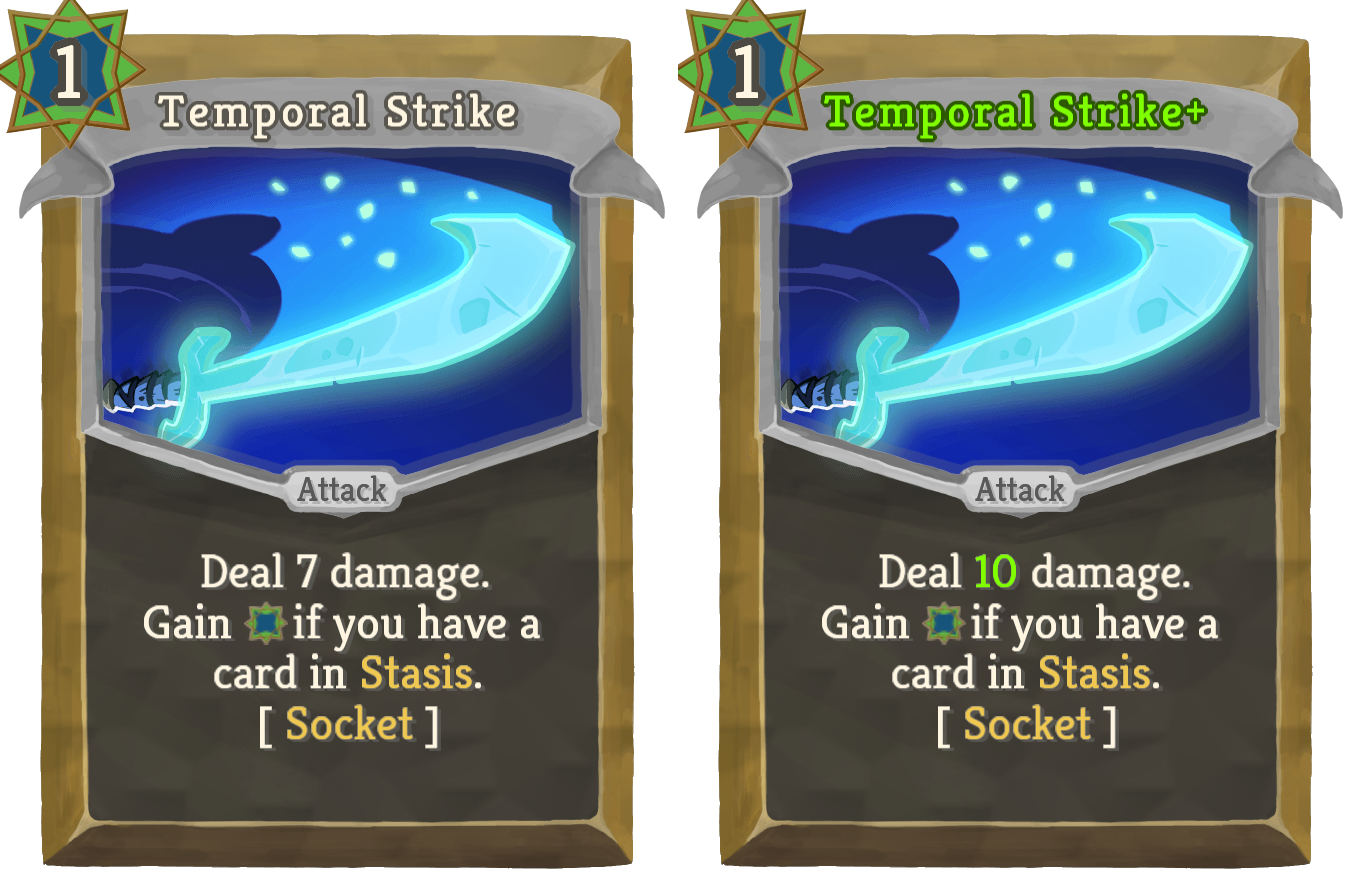 1
Temporal Strike
Attack
Deal 7 damage.
Gain if you have a
card in Stasis.
[ Socket ]
1
Temporal Strike+
Attack
Deal 10 damage.
Gain if you have a
card in Stasis.
[ Socket ]